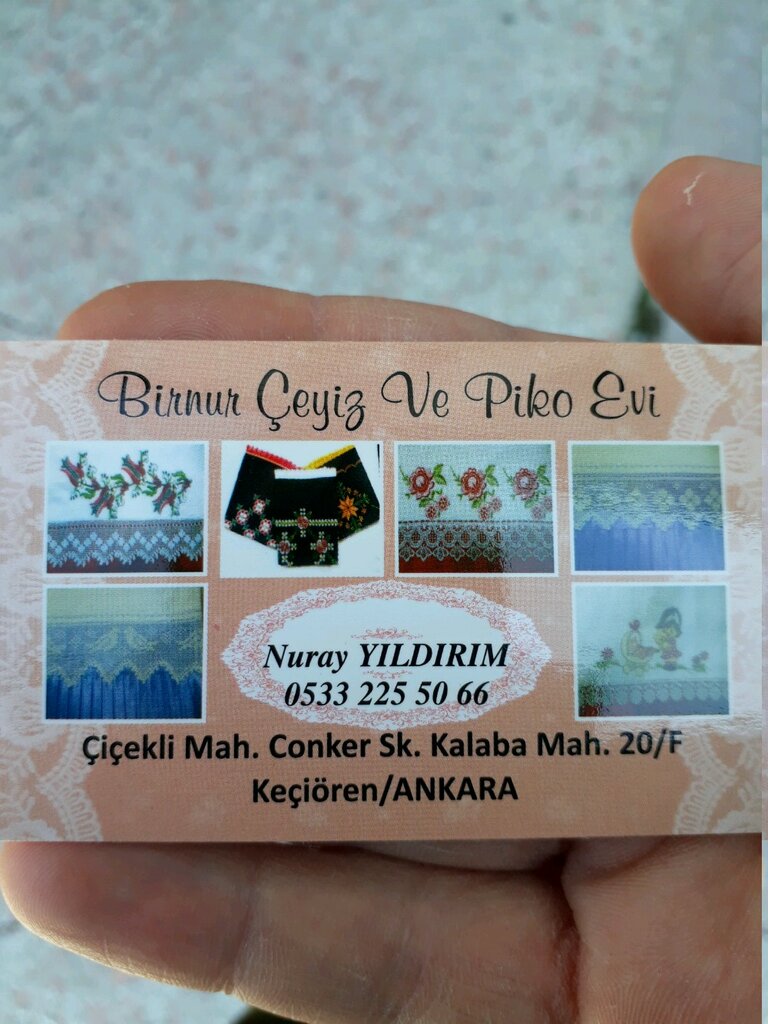 Birnur Çeyiz Ve Piko Evi
Nuray YILDIRIM
0533 225 50 66
Çiçekli Mah. Conker Sk. Kalaba Mah. 20/F
Keçiören/ANKARA